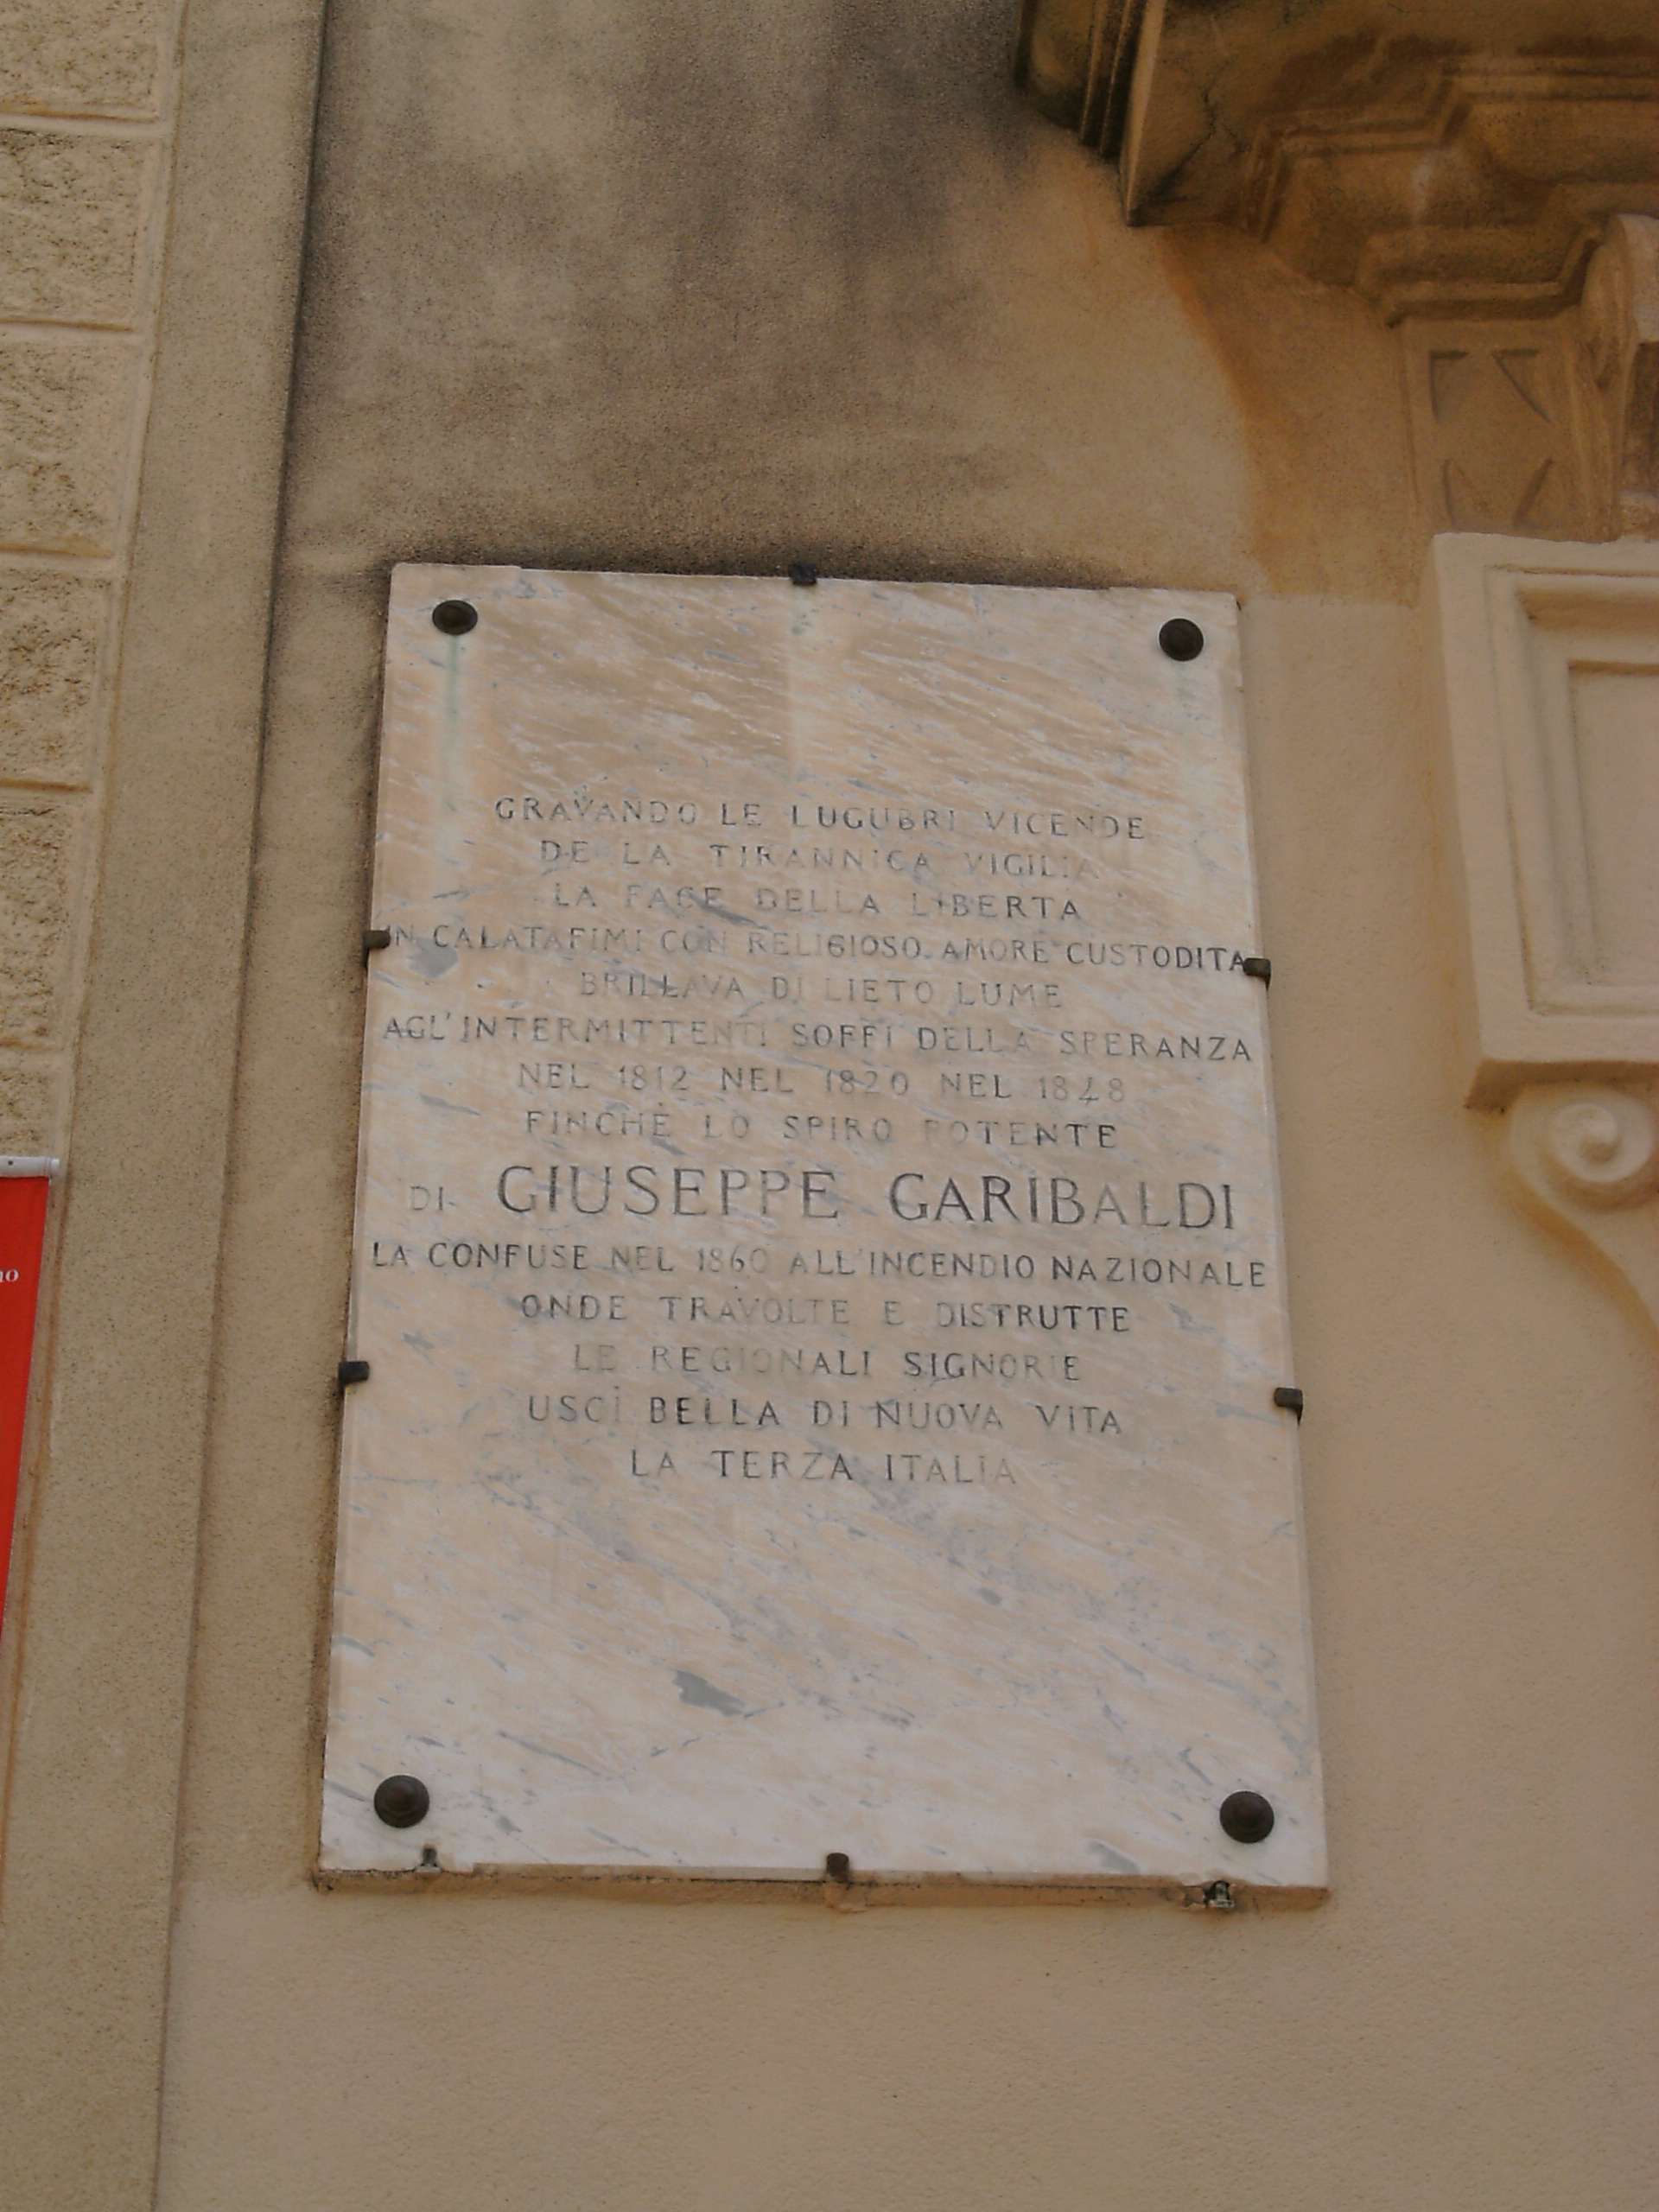 GRAVANDO LE LUGUBRI VICENDE
DE LA TIRANNICA VIGILIA
LA FACE DELLA LIBERTÀ
IN CALATAFIMI CON RELIGIOSO AMORE CUSTODITA
BRILLAVA DI LIETO LUME
AGL'INTERMITTENTI SOFFI DELLA SPERANZA
NEL 1812 NEL 1820 NEL 1848
FINCHÈ LO SPIRO POTENTE
DI GIUSEPPE GARIBALDI
LA CONFUSE NEL 1860 ALL'INCENDIO NAZIONALE
ONDE TRAVOLTE E DISTRUTTE
LE REGIONALI SIGNORIE
USCÌ BELLA DI NUOVA VITA
LA TERZA ITALIA